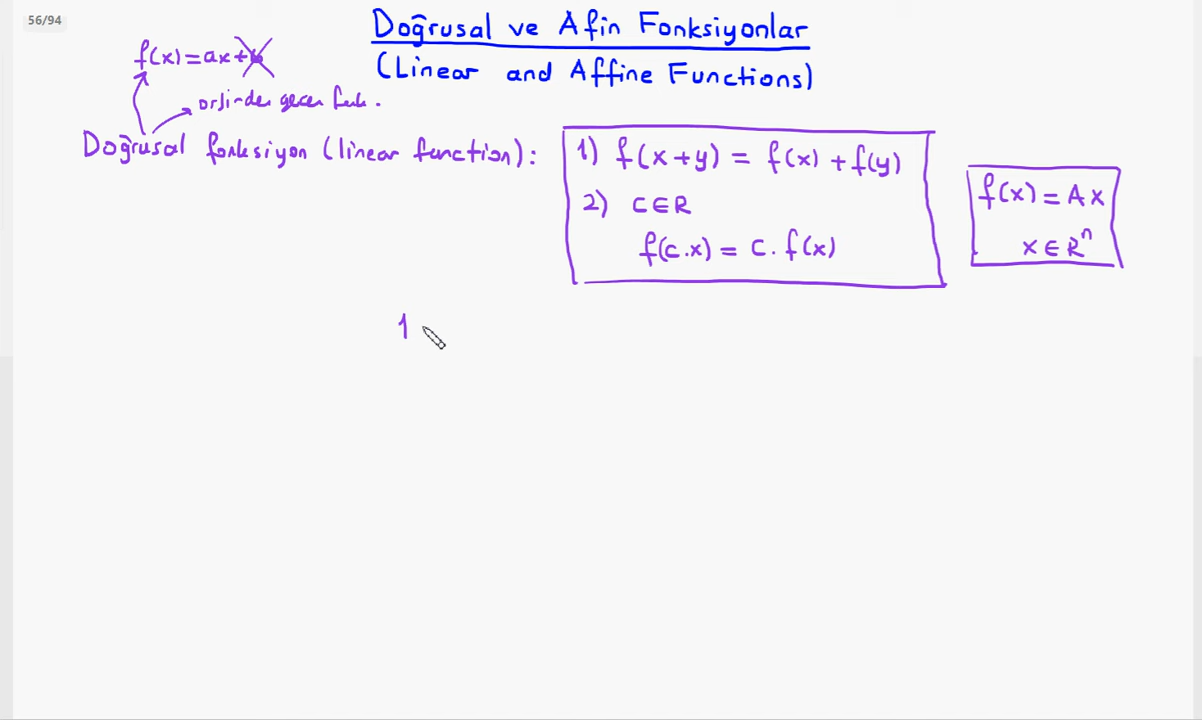 56/94
Doğrusal ve Afin Fonksiyonlar
(Linear and Affine Functions)
f(x)=ax+b
orjinden geçen fonk.
Doğrusal fonksiyon (linear function):
1) f(x+y) = f(x) + f(y)
2) C∈R
f(c.x) = c.f(x)
f(x) = Ax
x∈Rⁿ
1